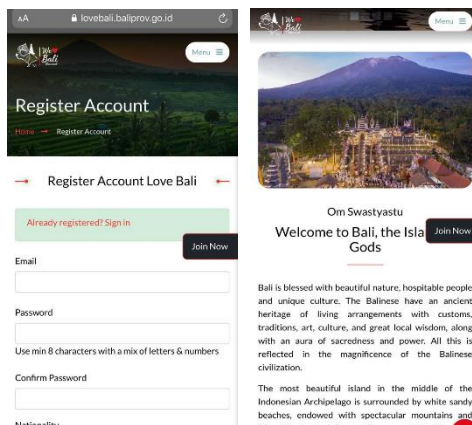 AA
lovebali.baliprov.go.id
We
Bali
Menu
Register Account
Home
Register Account
Register Account Love Bali
Already registered? Sign in
Join Now
Email
Password
Use min 8 characters with a mix of letters & numbers
Confirm Password
Nationality
We
Bali
Menu
Om Swastyastu
Welcome to Bali, the Isla
Gods
Join Now
Bali is blessed with beautiful nature, hospitable people
and unique culture. The Balinese have an ancient
heritage of living arrangements with customs,
traditions, art, culture, and great local wisdom, along
with an aura of sacredness and power. All this is
reflected in the magnificence of the Balinese
civilization.
The most beautiful island in the middle of the
Indonesian Archipelago is surrounded by white sandy
beaches, endowed with spectacular mountains and